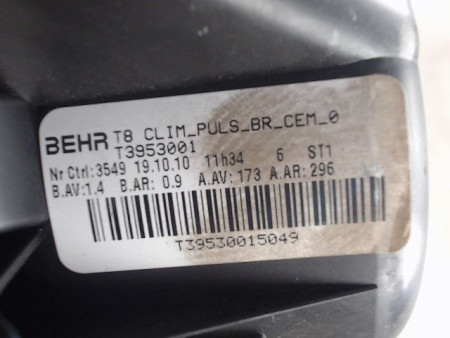 BEHR T8 CLIM_PULS_BR_CEM_0
T3953001
Nr Ctrl:3549 19.10.10 11h34 6 ST1
B.AV:1.4 B.AR: 0.9 A.AV:173 A.AR:296
T39530015049